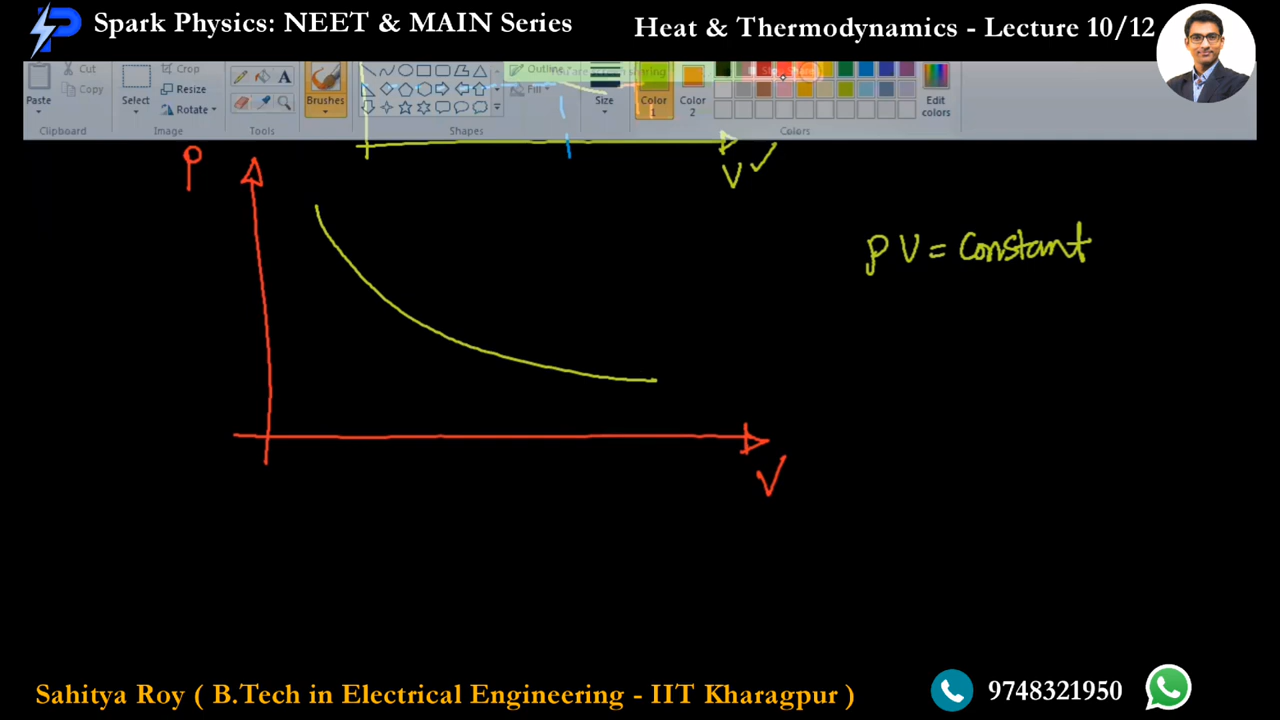 Spark Physics: NEET & MAIN Series
Heat & Thermodynamics - Lecture 10/12
Paste
Cut
Copy
Clipboard
Select
Crop
Resize
Rotate
Image
A
Tools
Brushes
Shapes
Outline
Fill
Size
Color 1
Color 2
Edit colors
Colors
V ✓
P
PV = Constant
V
Sahitya Roy ( B.Tech in Electrical Engineering - IIT Kharagpur )
9748321950